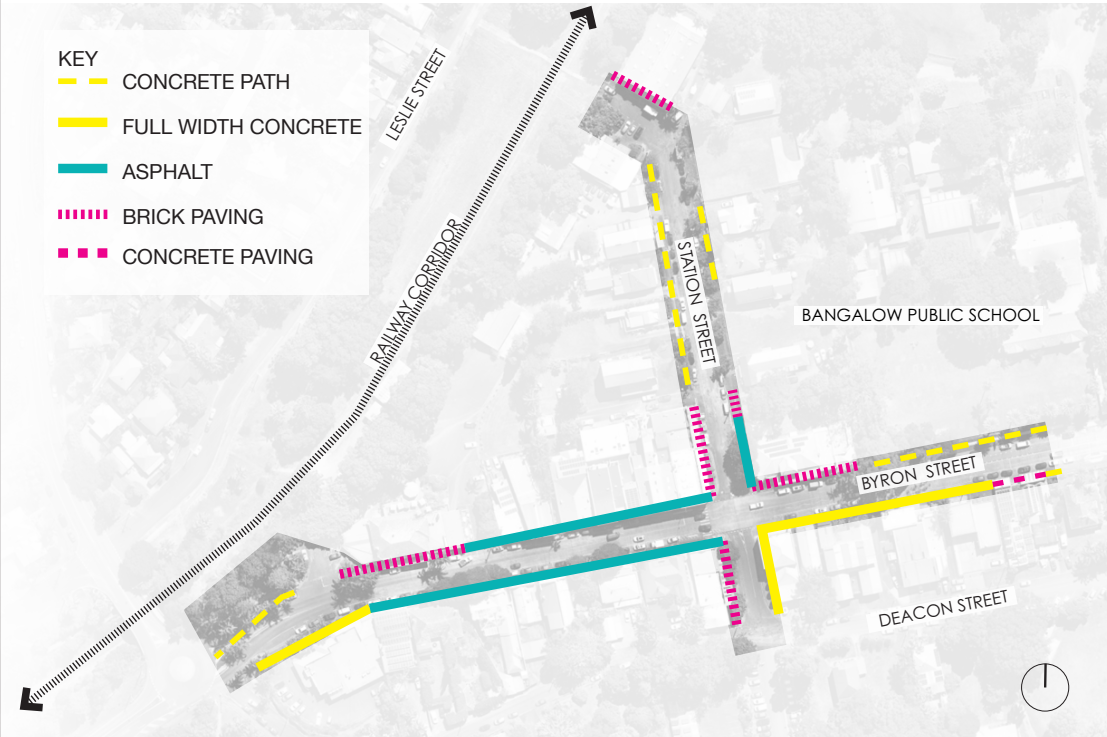 KEY
CONCRETE PATH
FULL WIDTH CONCRETE
ASPHALT
BRICK PAVING
CONCRETE PAVING
LESLIE STREET
RAILWAY CORRIDOR
STATION STREET
BANGALOW PUBLIC SCHOOL
BYRON STREET
DEACON STREET